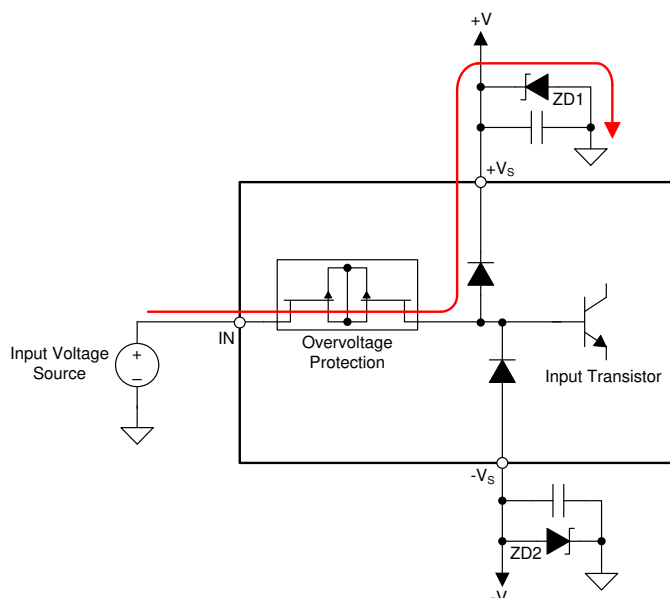 +V
ZD1
+VS
IN
Overvoltage
Protection
Input Voltage
Source
+
−
Input Transistor
-VS
ZD2
-V